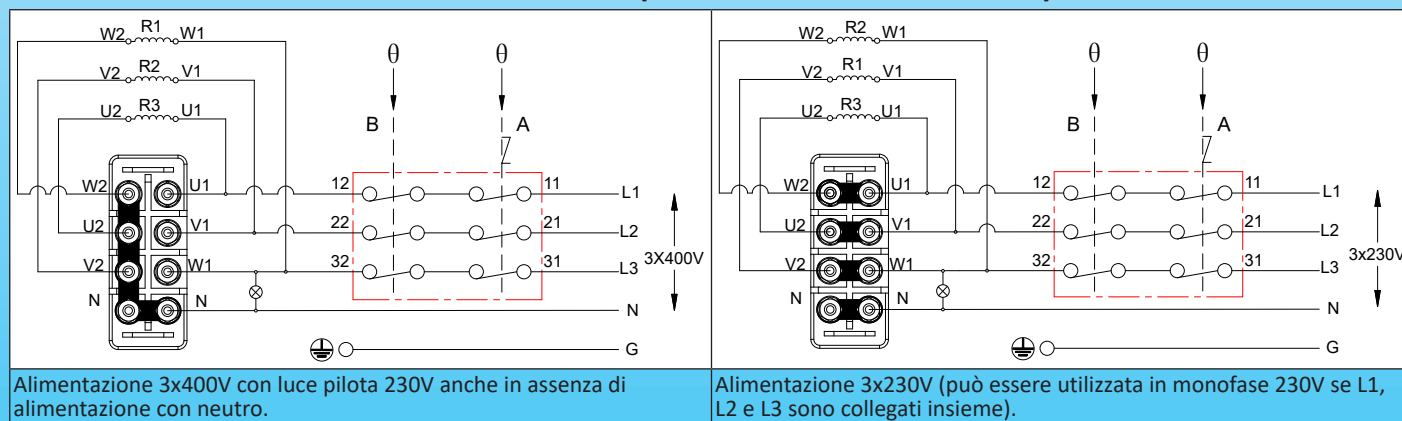 W2 R1 W1
V2 R2 V1
U2 R3 U1
θ θ
B A
W2 U1 12 11 L1
U2 V1 22 21 L2
V2 W1 32 31 L3
3X400V
N N N
G
Alimentazione 3x400V con luce pilota 230V anche in assenza di
alimentazione con neutro.
W2 R2 W1
V2 R1 V1
U2 R3 U1
θ θ
B A
W2 U1 12 11 L1
U2 V1 22 21 L2
V2 W1 32 31 L3
3x230V
N N N
G
Alimentazione 3x230V (può essere utilizzata in monofase 230V se L1,
L2 e L3 sono collegati insieme).